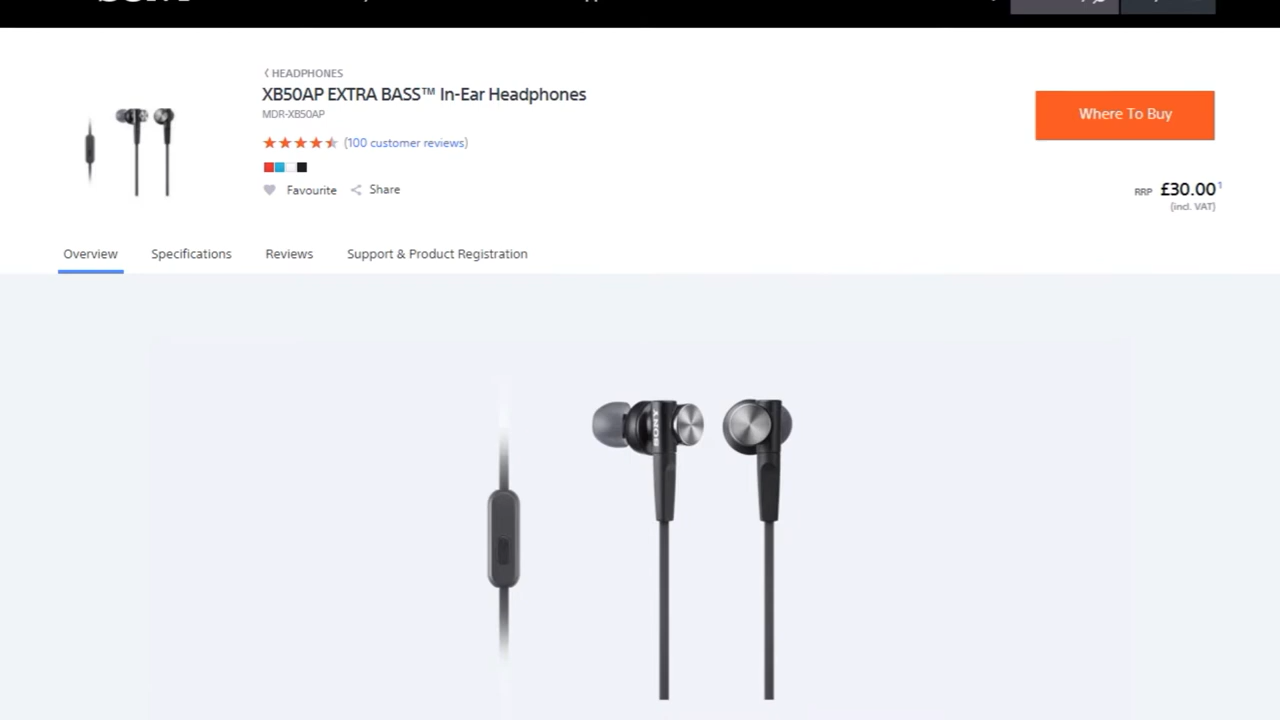 〈 HEADPHONES
XB50AP EXTRA BASS™ In-Ear Headphones
MDR-XB50AP
(100 customer reviews)
Favourite Share
Where To Buy
RRP £30.00¹
(incl. VAT)
Overview Specifications Reviews Support & Product Registration
SONY